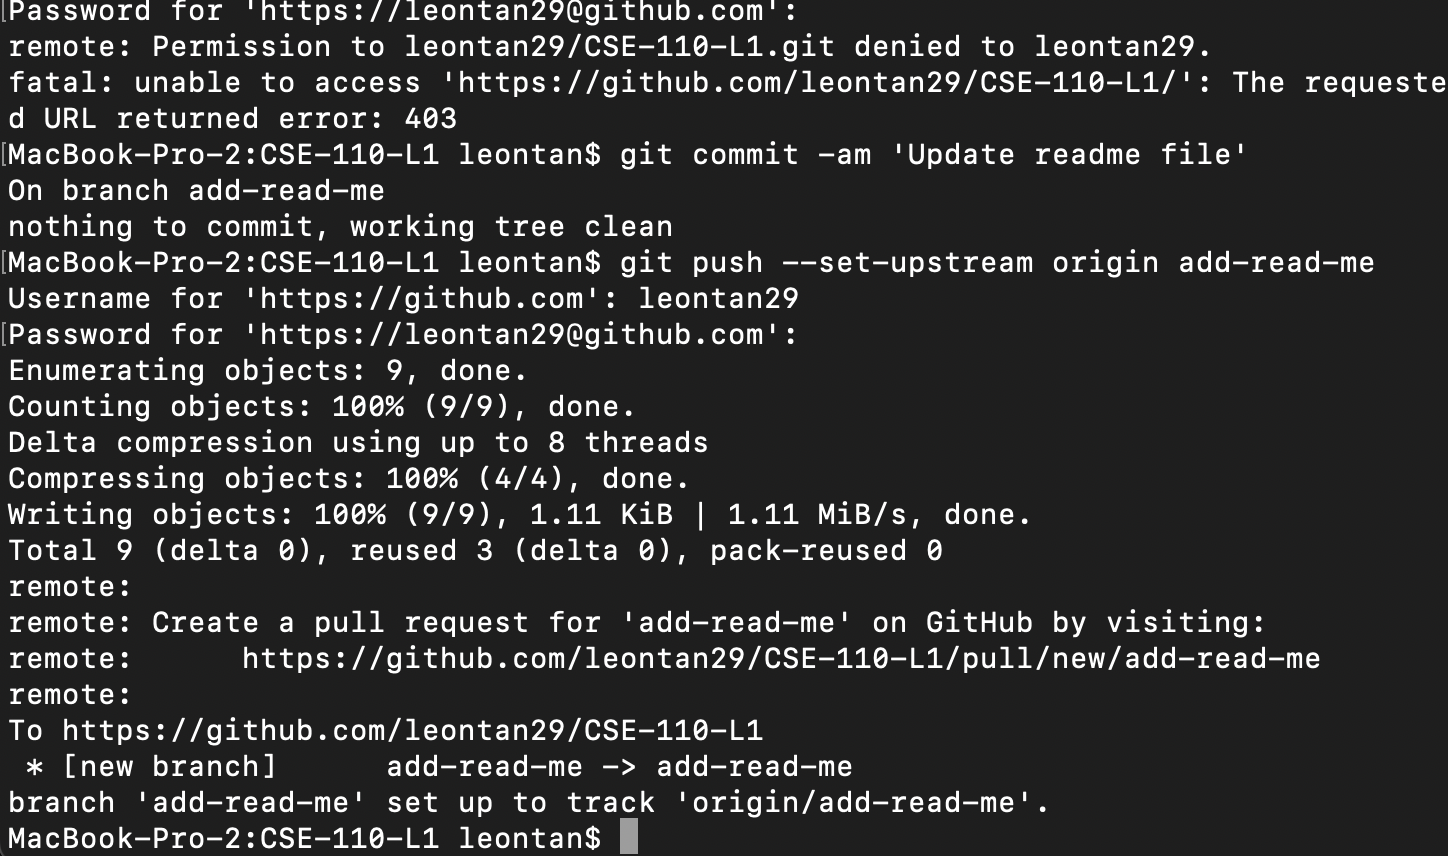 [Password for 'https://leontan29@github.com':
remote: Permission to leontan29/CSE-110-L1.git denied to leontan29.
fatal: unable to access 'https://github.com/leontan29/CSE-110-L1/': The requeste
d URL returned error: 403
[MacBook-Pro-2:CSE-110-L1 leontan$ git commit -am 'Update readme file'
On branch add-read-me
nothing to commit, working tree clean
[MacBook-Pro-2:CSE-110-L1 leontan$ git push --set-upstream origin add-read-me
Username for 'https://github.com': leontan29
[Password for 'https://leontan29@github.com':
Enumerating objects: 9, done.
Counting objects: 100% (9/9), done.
Delta compression using up to 8 threads
Compressing objects: 100% (4/4), done.
Writing objects: 100% (9/9), 1.11 KiB | 1.11 MiB/s, done.
Total 9 (delta 0), reused 3 (delta 0), pack-reused 0
remote:
remote: Create a pull request for 'add-read-me' on GitHub by visiting:
remote:      https://github.com/leontan29/CSE-110-L1/pull/new/add-read-me
remote:
To https://github.com/leontan29/CSE-110-L1
 * [new branch]      add-read-me -> add-read-me
branch 'add-read-me' set up to track 'origin/add-read-me'.
MacBook-Pro-2:CSE-110-L1 leontan$